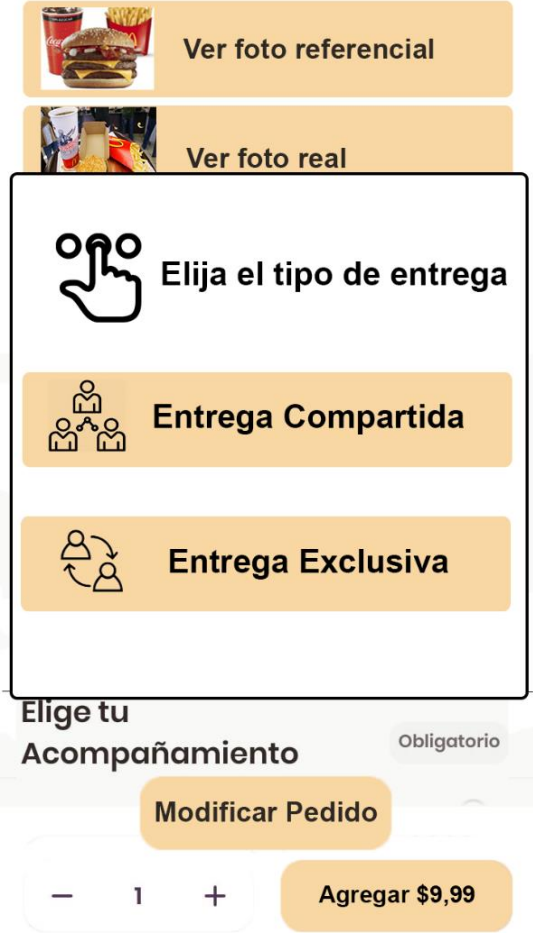 Ver foto referencial
Ver foto real
Elija el tipo de entrega
Entrega Compartida
Entrega Exclusiva
Elige tu
Acompañamiento
Obligatorio
Modificar Pedido
− 1 +
Agregar $9,99